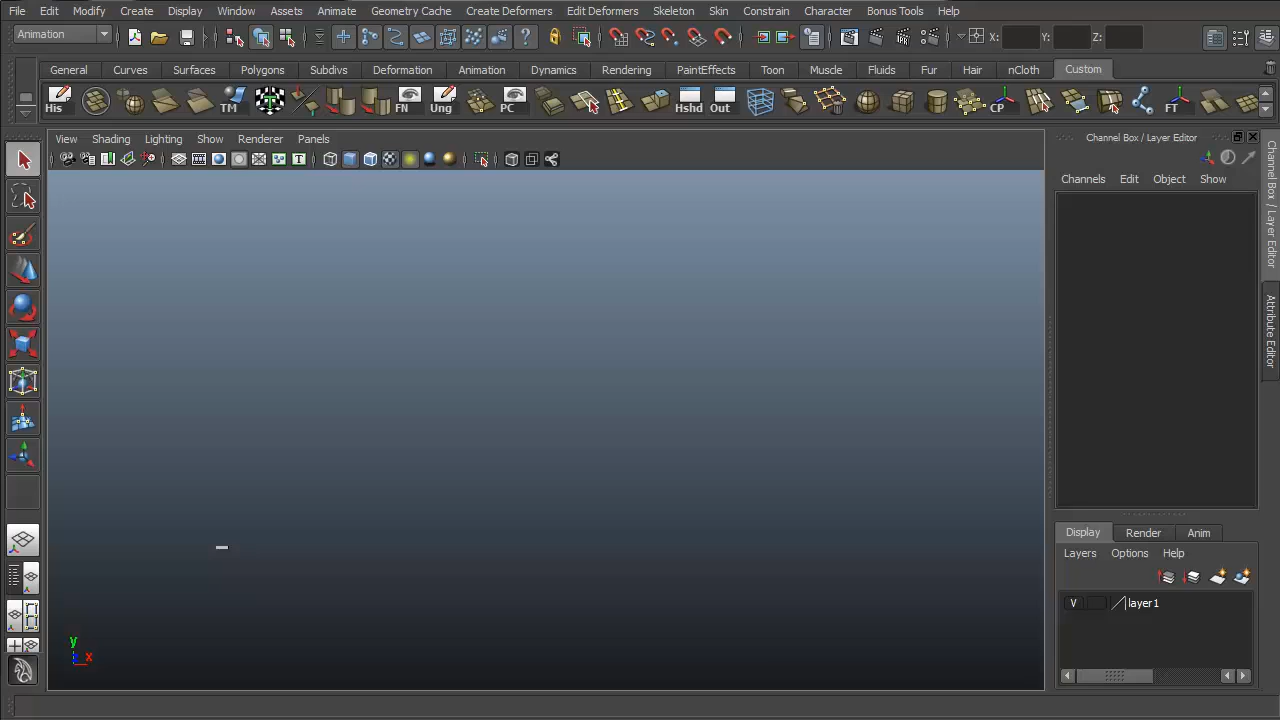 File Edit Modify Create Display Window Assets Animate Geometry Cache Create Deformers Edit Deformers Skeleton Skin Constrain Character Bonus Tools Help
Animation ? X: Y: Z:
General Curves Surfaces Polygons Subdivs Deformation Animation Dynamics Rendering PaintEffects Toon Muscle Fluids Fur Hair nCloth Custom
His TM FN Ung PC Hshd Out CP FT
View Shading Lighting Show Renderer Panels
T
Channel Box / Layer Editor
Channels Edit Object Show
Channel Box / Layer Editor
Attribute Editor
Display Render Anim
Layers Options Help
V layer1
y
x